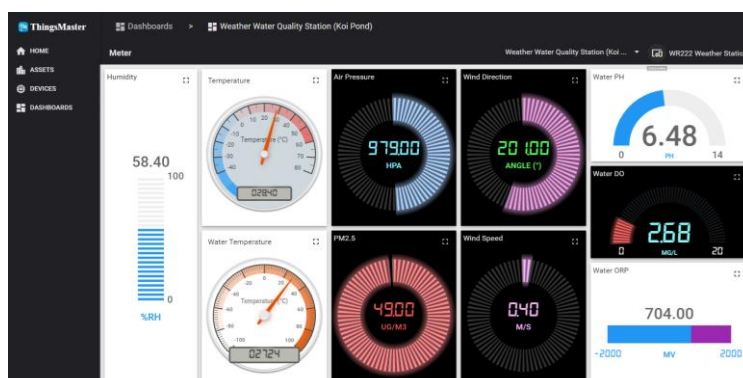 ThingsMaster
Dashboards > Weather Water Quality Station (Koi Pond)
HOME
ASSETS
DEVICES
DASHBOARDS
Meter
Weather Water Quality Station (Koi ...
WR222 Weather Statio
Humidity
58.40
100
0
%RH
Temperature
Temperature (°C)
028.40
Air Pressure
979.00
HPA
Wind Direction
201.00
ANGLE (°)
Water PH
6.48
0
PH
14
Water DO
2.68
0
MG/L
20
Water Temperature
Temperature (°C)
027.24
PM2.5
49.00
UG/M3
Wind Speed
0.40
M/S
Water ORP
704.00
-2000
MV
2000